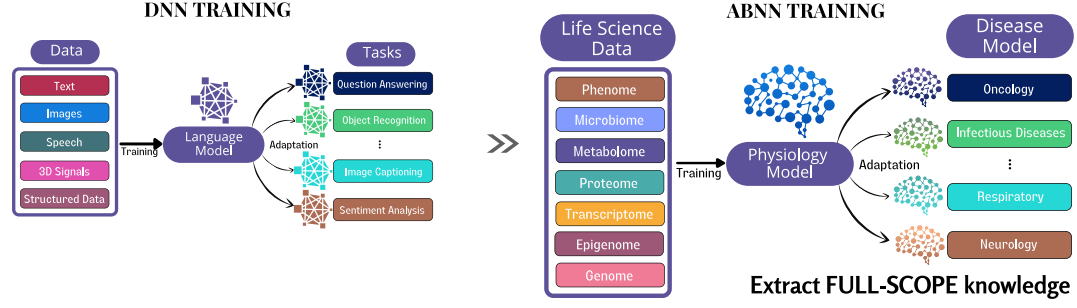 DNN TRAINING
Data
Text
Images
Speech
3D Signals
Structured Data
Training
Language
Model
Adaptation
Tasks
Question Answering
Object Recognition
...
Image Captioning
Sentiment Analysis
ABNN TRAINING
Life Science
Data
Phenome
Microbiome
Metabolome
Proteome
Transcriptome
Epigenome
Genome
Training
Physiology
Model
Adaptation
Disease
Model
Oncology
Infectious Diseases
...
Respiratory
Neurology
Extract FULL-SCOPE knowledge